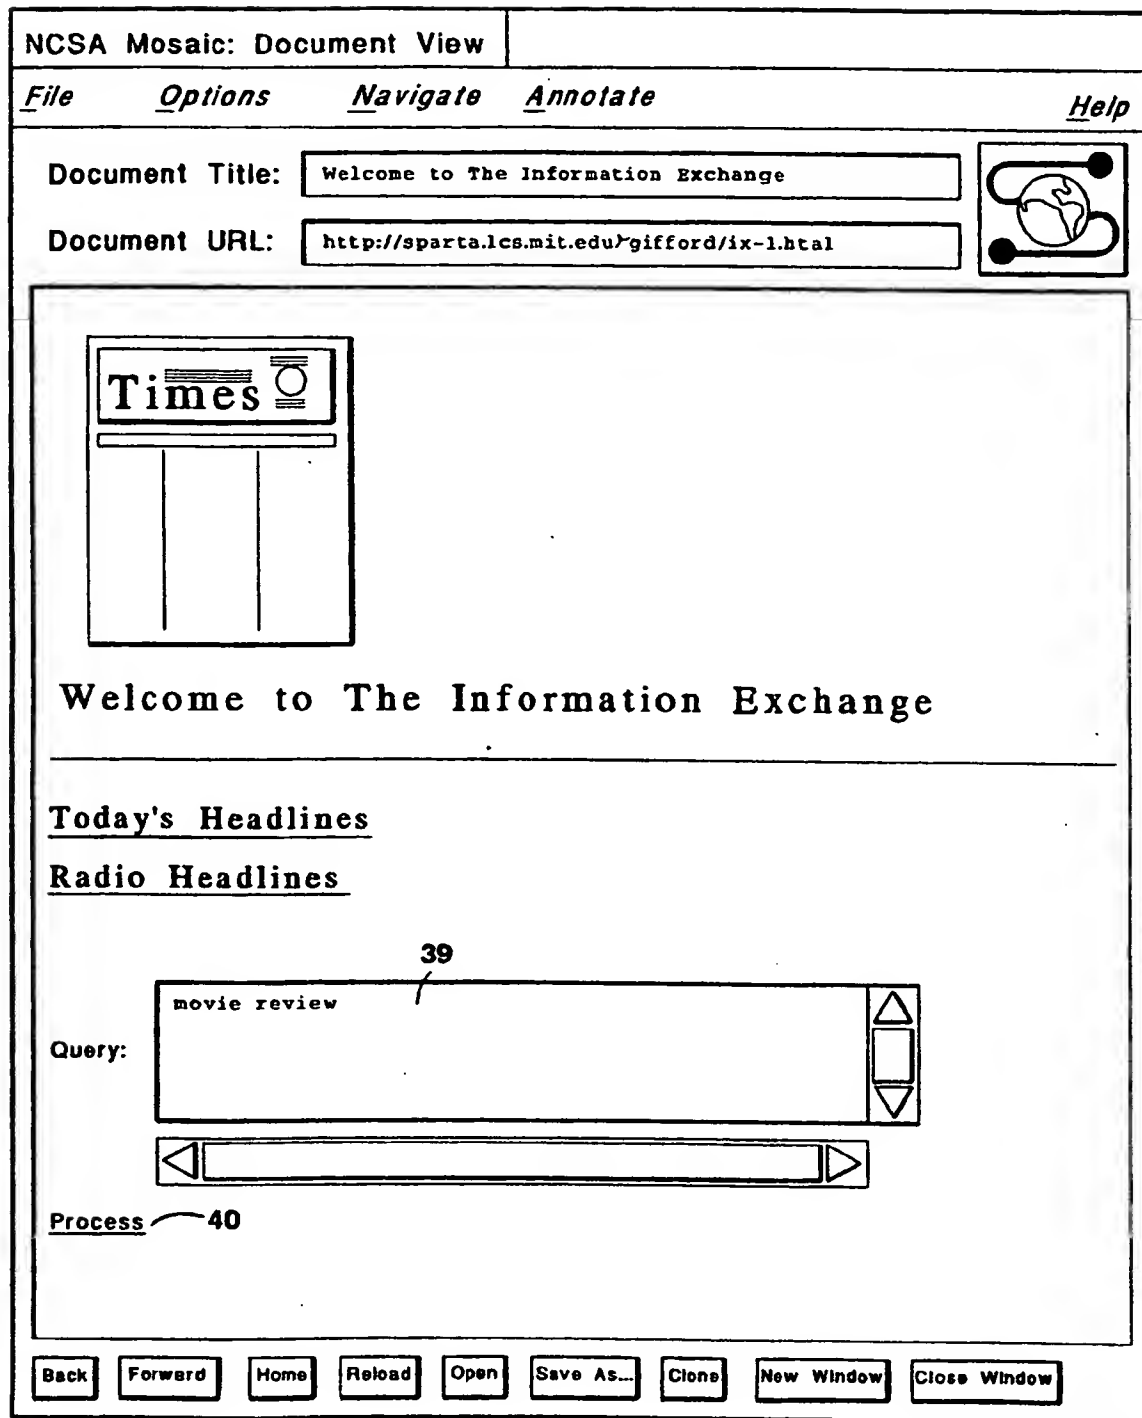 NCSA Mosaic: Document View
File Options Navigate Annotate Help
Document Title: Welcome to The Information Exchange
Document URL: http://sparta.lcs.mit.edu/~gifford/ix-1.htal
Times
Welcome to The Information Exchange
Today's Headlines
Radio Headlines
39
movie review
Query:
Process 40
Back Forward Home Reload Open Save As... Clone New Window Close Window